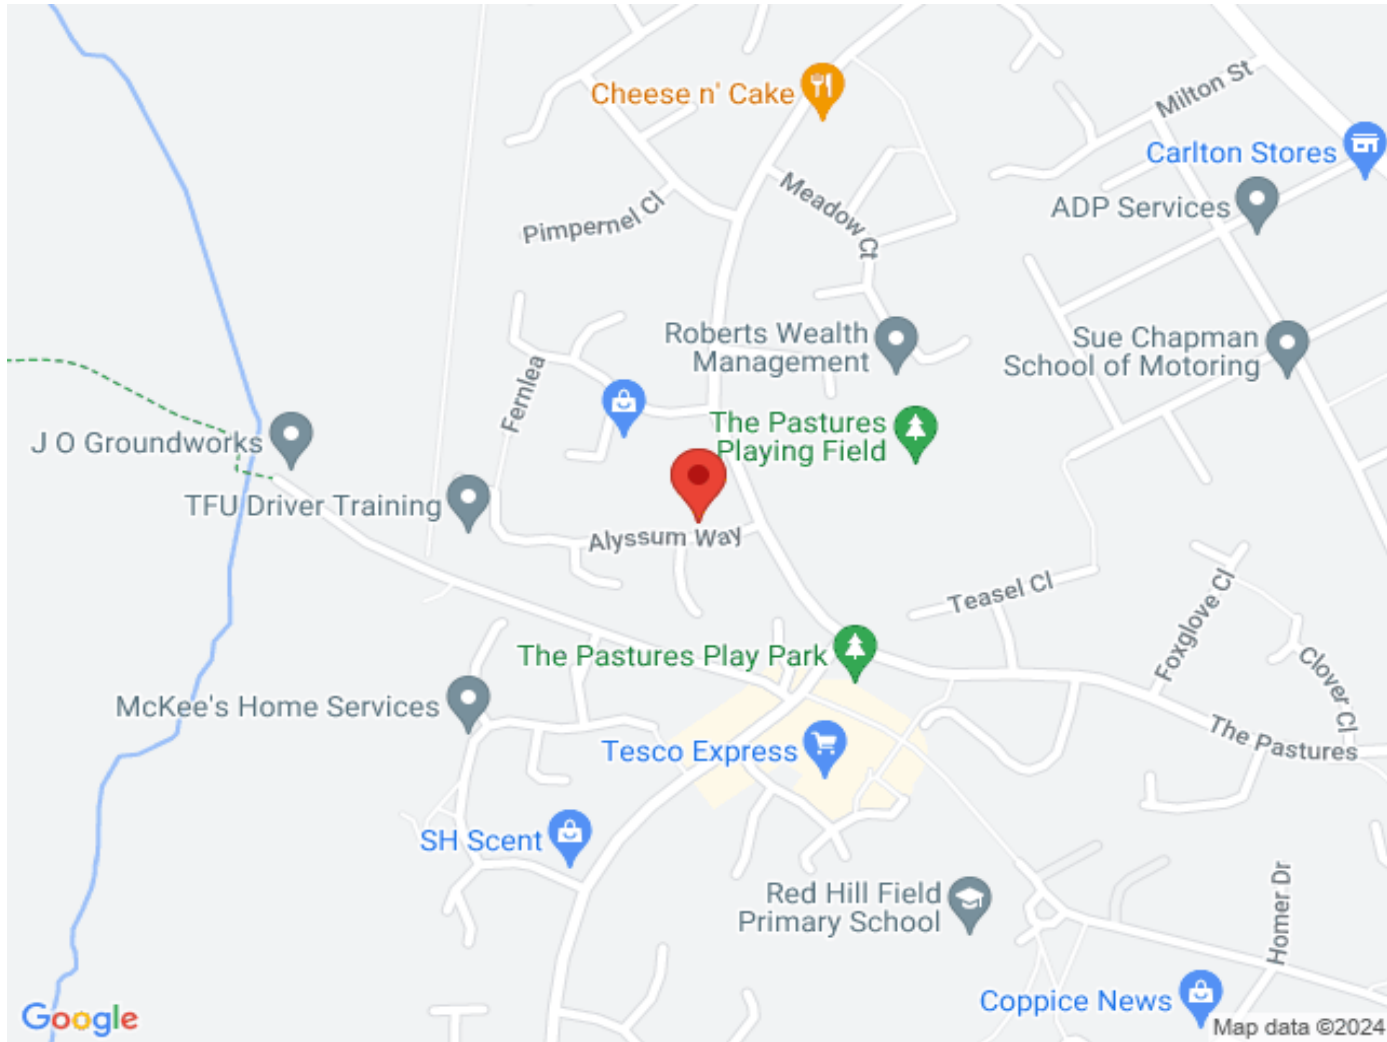 Cheese n' Cake
Milton St
Carlton Stores
ADP Services
Meadow Ct
Pimpernel Cl
Roberts Wealth
Management
Sue Chapman
School of Motoring
Fernlea
The Pastures
Playing Field
J O Groundworks
TFU Driver Training
Alyssum Way
Teasel Cl
Foxglove Cl
The Pastures Play Park
Clover Cl
McKee's Home Services
The Pastures
Tesco Express
SH Scent
Red Hill Field
Primary School
Homer Dr
Coppice News
Google
Map data ©2024